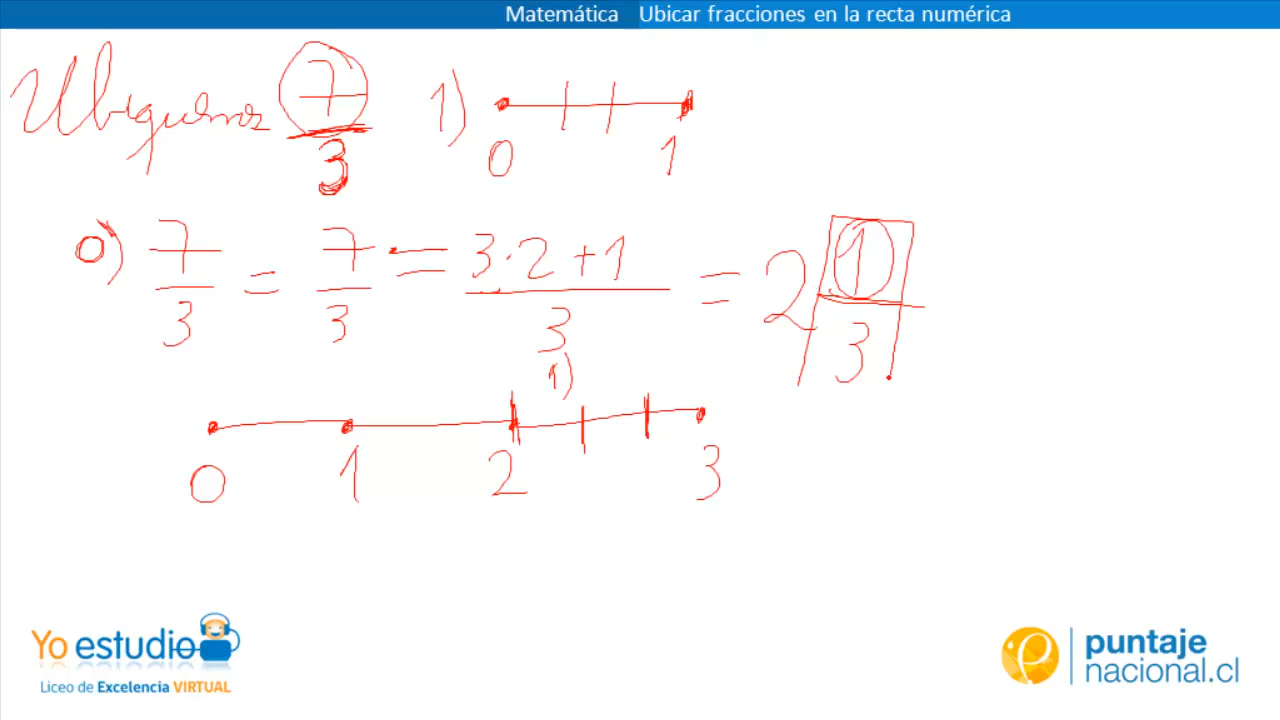 Matemática Ubicar fracciones en la recta numérica
Ubiquemos 7/3 1) 0 1
0) 7/3 = 7/3 = (3·2+1)/3 = 2 1/3
1)
0 1 2 3
Yo estudio
Liceo de Excelencia VIRTUAL
puntaje
nacional.cl